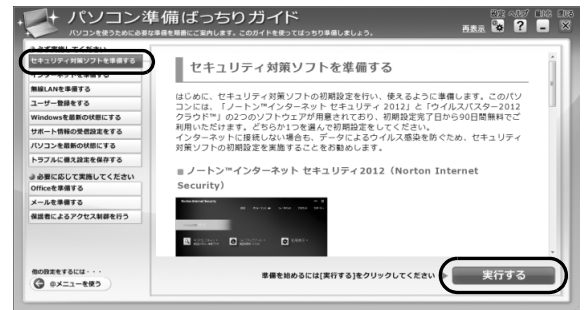 パソコン準備ばっちりガイド
パソコンを使うために必要な準備を順番にご案内します。このガイドを使ってばっちり準備しましょう。
再表示
設定 ヘルプ 最小化 閉じる
必ず実施してください
セキュリティ対策ソフトを準備する
インターネットを準備する
無線LANを準備する
ユーザー登録をする
Windowsを最新の状態にする
サポート情報の受信設定をする
パソコンを最新の状態にする
トラブルに備え設定を保存する
必要に応じて実施してください
Officeを準備する
メールを準備する
保護者によるアクセス制限を行う
他の設定をするには・・・
@メニューを使う
セキュリティ対策ソフトを準備する
はじめに、セキュリティ対策ソフトの初期設定を行い、使えるように準備します。このパソ
コンには、「ノートン™インターネット セキュリティ 2012」と「ウイルスバスター2012
クラウド™」の2つのソフトウェアが用意されており、初期設定完了日から90日間無料でご
利用いただけます。どちらか1つを選んで初期設定をしてください。
インターネットに接続しない場合も、データによるウイルス感染を防ぐため、セキュリティ
対策ソフトの初期設定を実施することをお勧めします。
■ ノートン™インターネット セキュリティ2012（Norton Internet
Security）
準備を始めるには[実行する]をクリックしてください
実行する